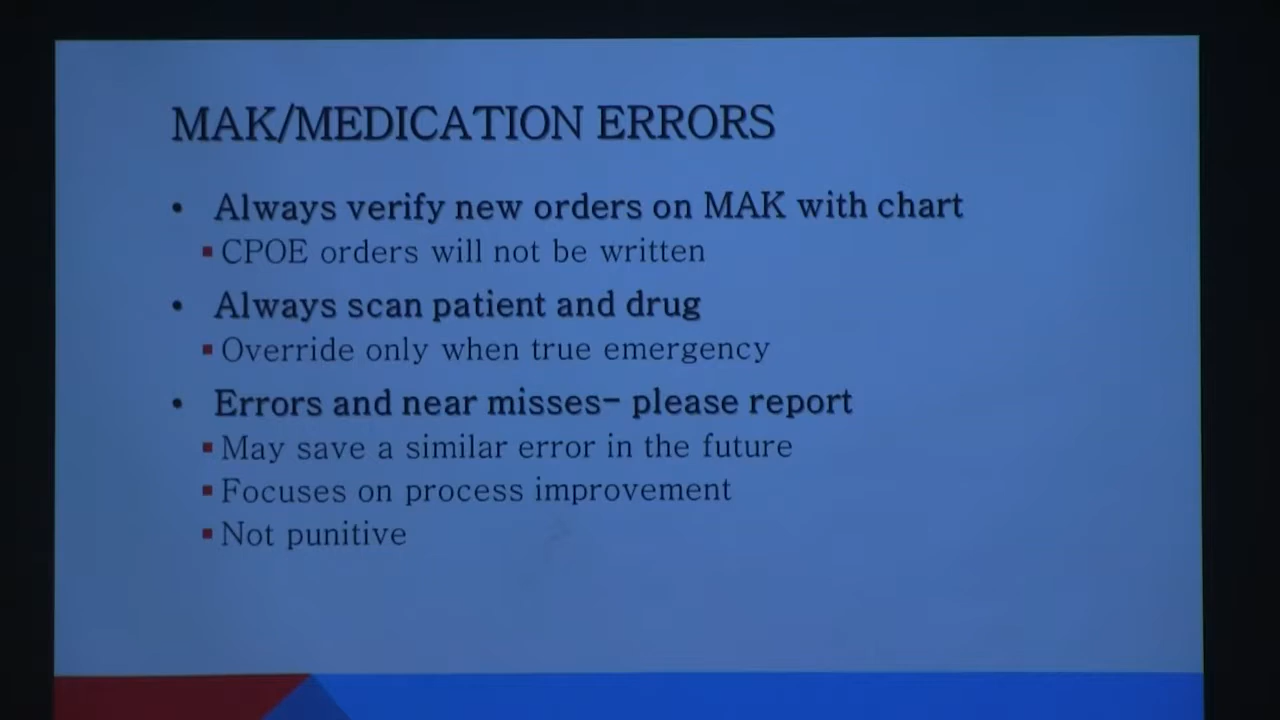 MAK/MEDICATION ERRORS
• Always verify new orders on MAK with chart
▪ CPOE orders will not be written
• Always scan patient and drug
▪ Override only when true emergency
• Errors and near misses- please report
▪ May save a similar error in the future
▪ Focuses on process improvement
▪ Not punitive